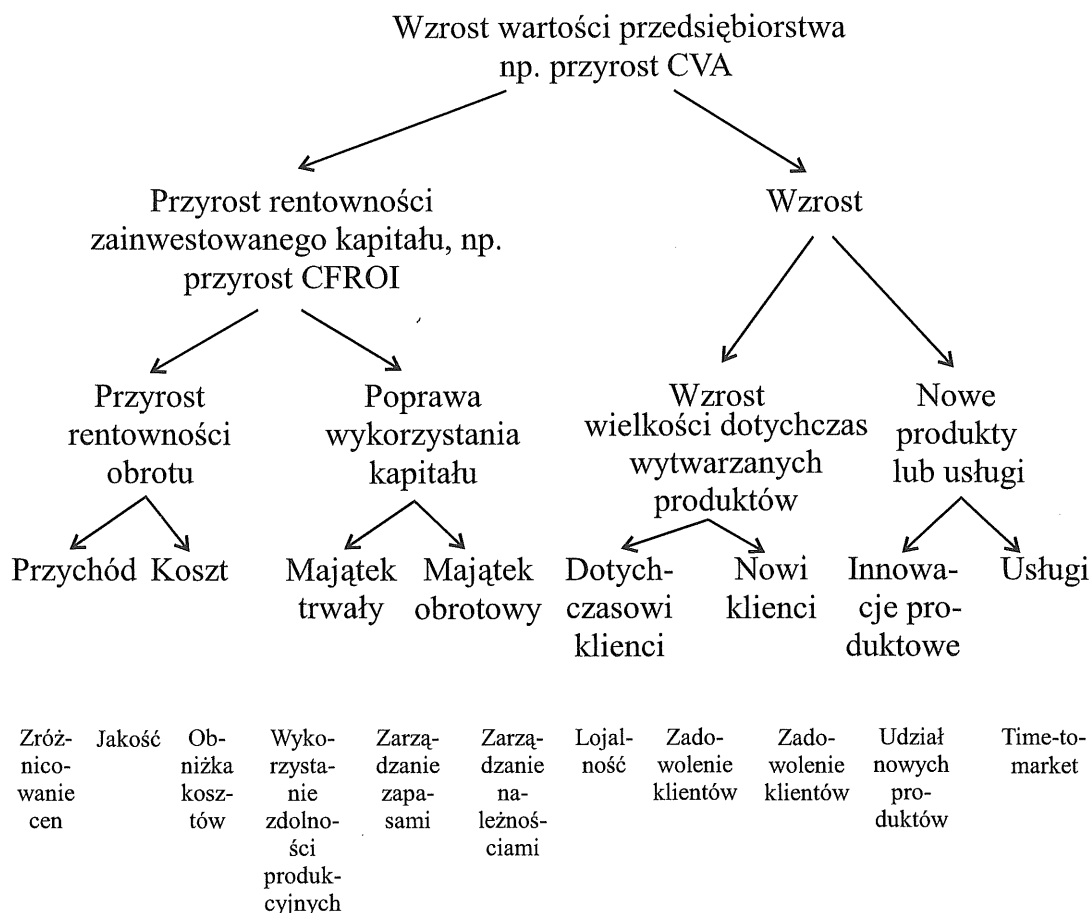 Wzrost wartości przedsiębiorstwa
np. przyrost CVA
Przyrost rentowności
zainwestowanego kapitału, np.
przyrost CFROI
Wzrost
Przyrost
rentowności
obrotu
Poprawa
wykorzystania
kapitału
Wzrost
wielkości dotychczas
wytwarzanych
produktów
Nowe
produkty
lub usługi
Przychód
Koszt
Majątek
trwały
Majątek
obrotowy
Dotych-
czasowi
klienci
Nowi
klienci
Innowa-
cje pro-
duktowe
Usługi
Zróż-
nico-
wanie
cen
Jakość
Ob-
niżka
kosz-
tów
Wyko-
rzysta-
nie
zdolno-
ści
produk-
cyjnych
Zarzą-
dzanie
zapa-
sami
Zarzą-
dzanie
na-
leżnoś-
ciami
Lojal-
ność
Zado-
wolenie
klientów
Zado-
wolenie
klientów
Udział
nowych
pro-
duktów
Time-to-
market